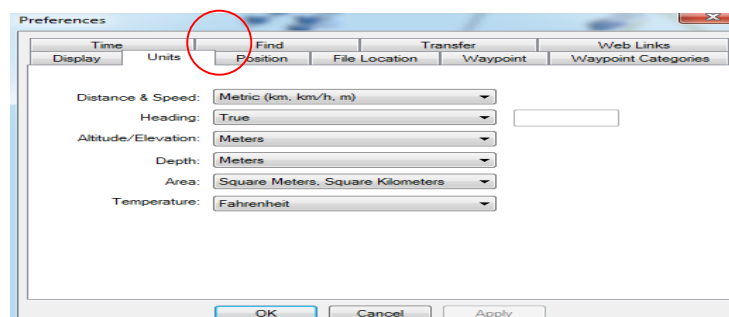 Preferences
Time Find Transfer Web Links
Display Units Position File Location Waypoint Waypoint Categories
Distance & Speed: Metric (km, km/h, m)
Heading: True
Altitude/Elevation: Meters
Depth: Meters
Area: Square Meters, Square Kilometers
Temperature: Fahrenheit
OK Cancel Apply